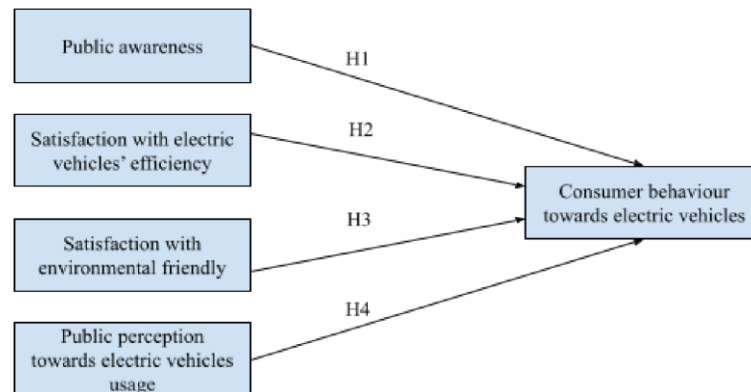 Public awareness
H1
Satisfaction with electric
vehicles' efficiency
H2
Consumer behaviour
towards electric vehicles
Satisfaction with
environmental friendly
H3
Public perception
towards electric vehicles
usage
H4